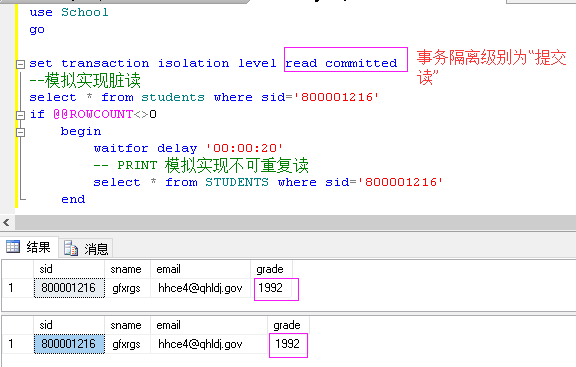 use School
go
set transaction isolation level read committed
事务隔离级别为“提交
读”
--模拟实现脏读
select * from students where sid='800001216'
if @@ROWCOUNT<>0
begin
waitfor delay '00:00:20'
-- PRINT 模拟实现不可重复读
select * from STUDENTS where sid='800001216'
end
结果 消息
sid sname email grade
1 800001216 gfxrgs hhce4@qhldj.gov 1992
sid sname email grade
1 800001216 gfxrgs hhce4@qhldj.gov 1992